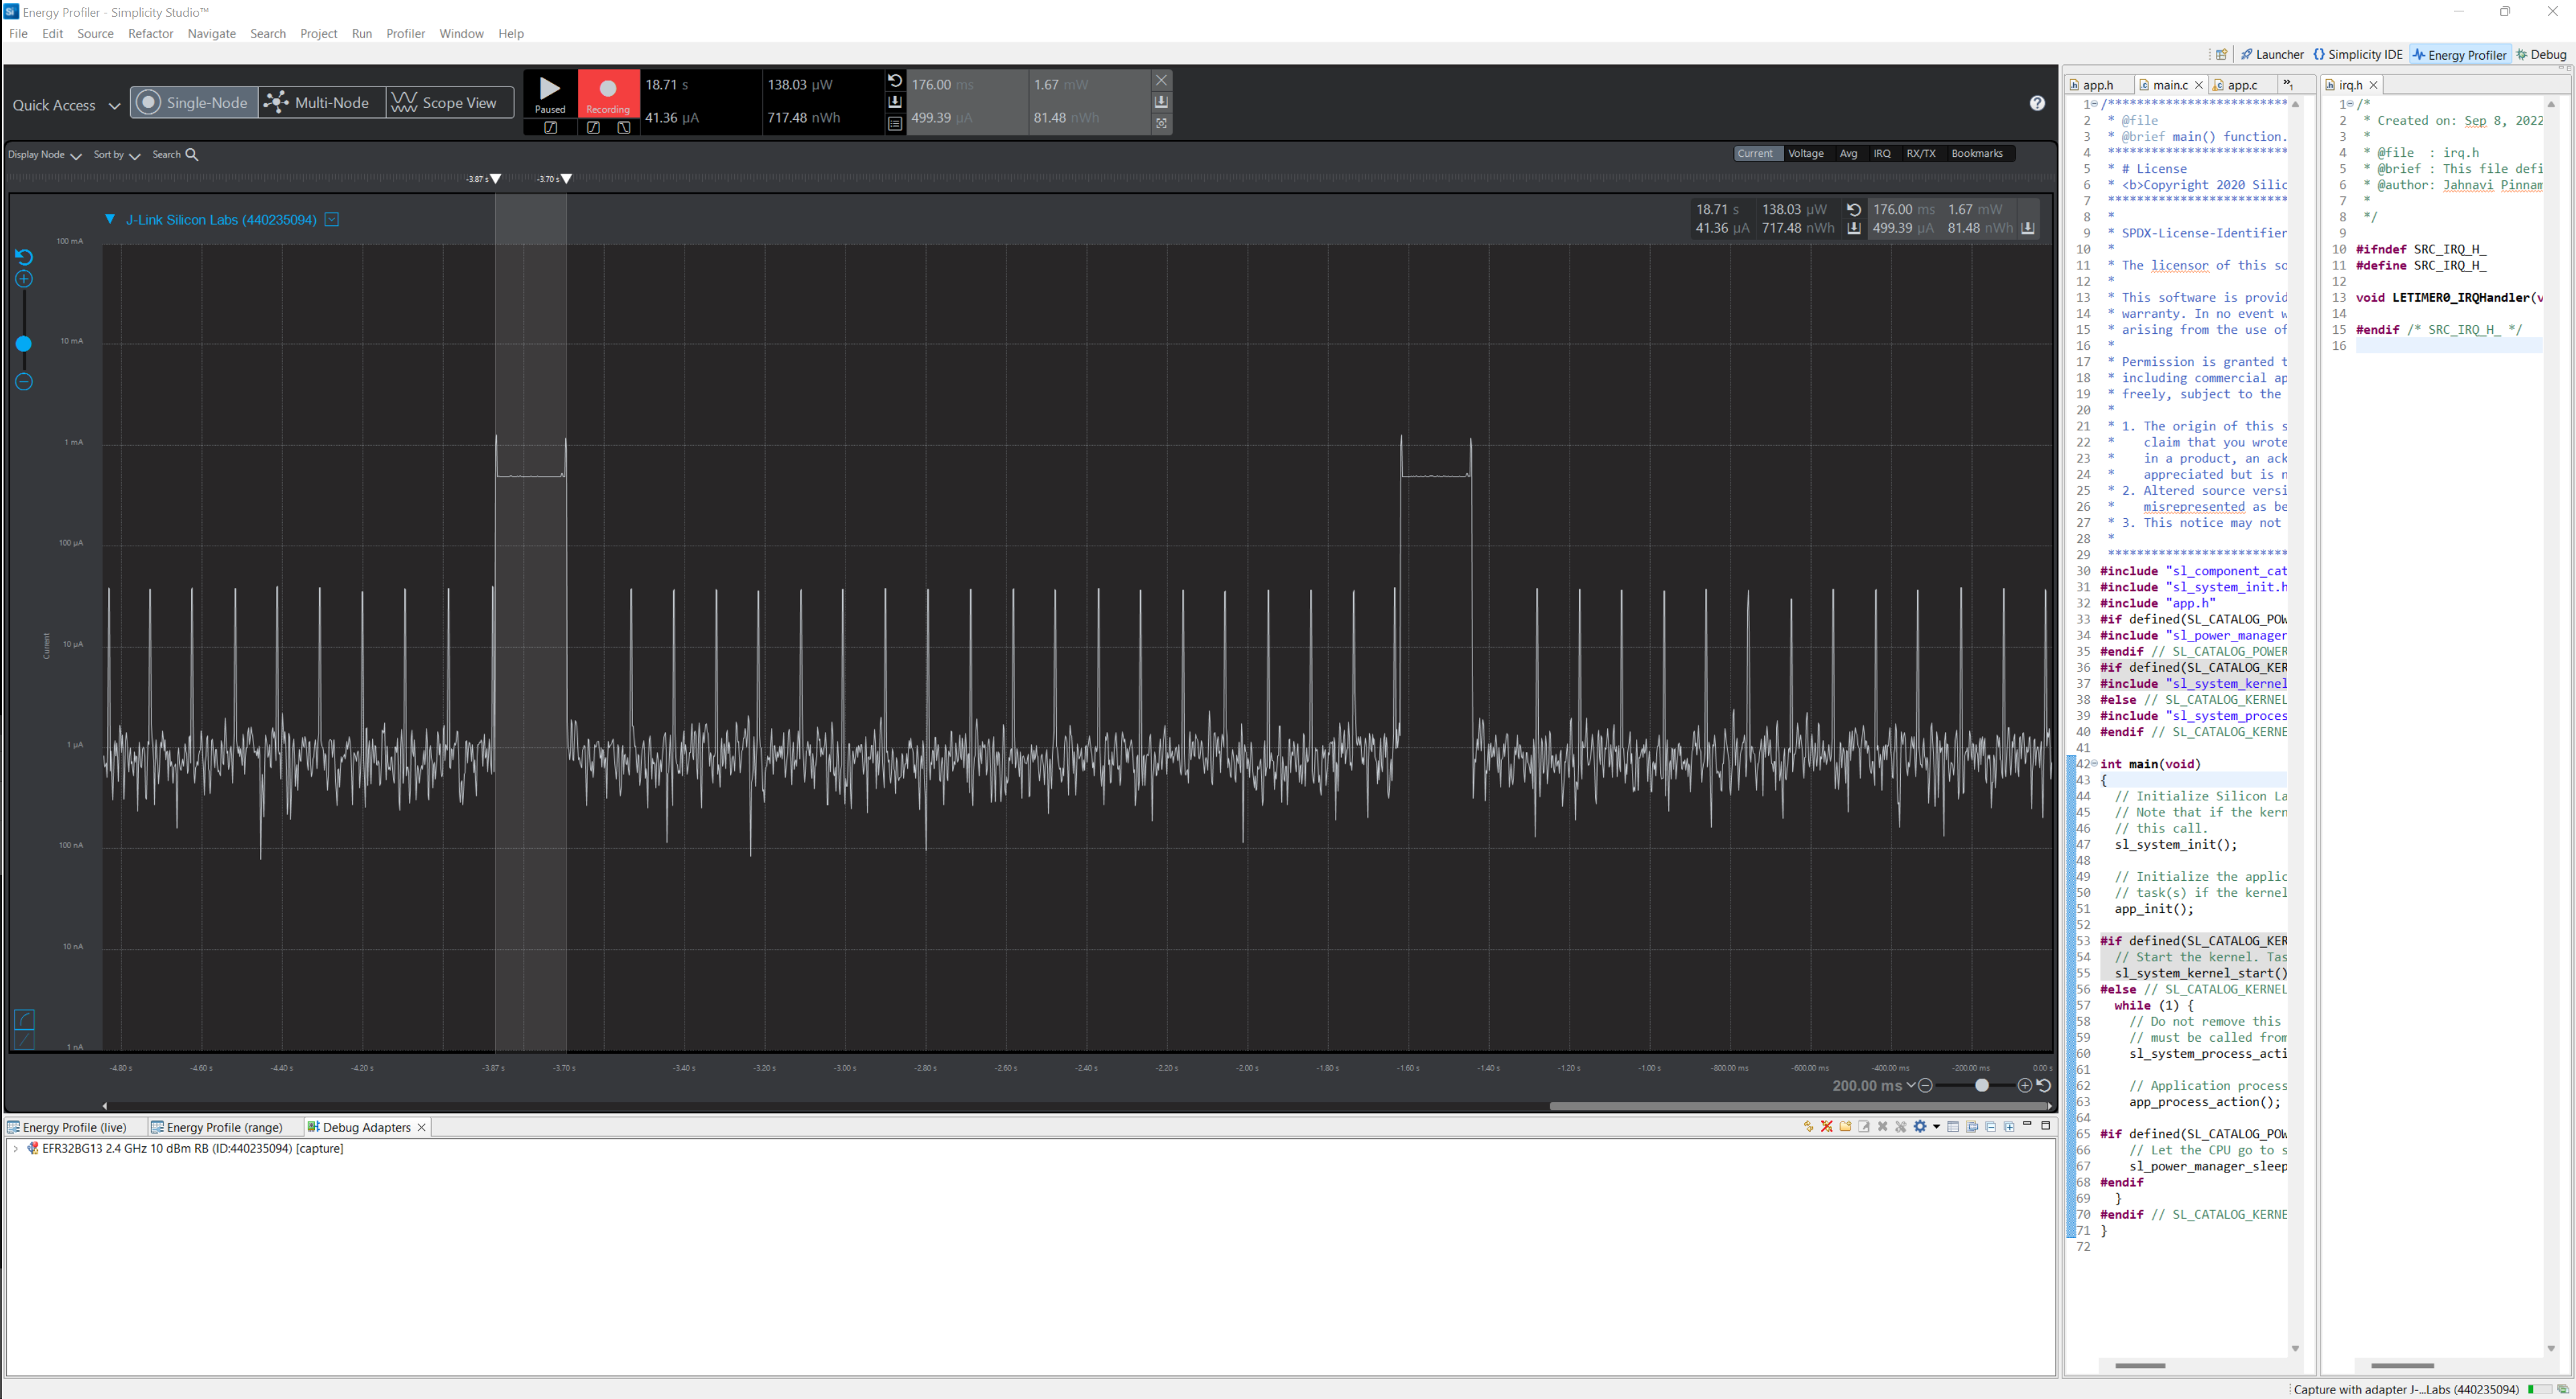 Energy Profiler - Simplicity Studio™
File Edit Source Refactor Navigate Search Project Run Profiler Window Help
Launcher Simplicity IDE Energy Profiler Debug
Quick Access Single-Node Multi-Node Scope View
Paused Recording
18.71 s 138.03 µW 176.00 ms 1.67 mW
41.36 µA 717.48 nWh 499.39 µA 81.48 nWh
Display Node Sort by Search
Current Voltage Avg IRQ RX/TX Bookmarks
-3.87 s -3.70 s
J-Link Silicon Labs (440235094)
18.71 s 138.03 µW 176.00 ms 1.67 mW
41.36 µA 717.48 nWh 499.39 µA 81.48 nWh
100 mA
10 mA
1 mA
100 µA
10 µA
Current
1 µA
100 nA
10 nA
1 nA
-4.80 s -4.60 s -4.40 s -4.20 s -3.87 s -3.70 s -3.40 s -3.20 s -3.00 s -2.80 s -2.60 s -2.40 s -2.20 s -2.00 s -1.80 s -1.60 s -1.40 s -1.20 s -1.00 s -800.00 ms -600.00 ms -400.00 ms -200.00 ms 0.00 s
200.00 ms
Energy Profile (live) Energy Profile (range) Debug Adapters
EFR32BG13 2.4 GHz 10 dBm RB (ID:440235094) [capture]
app.h main.c app.c
1 /*************************
2 * @file
3 * @brief main() function.
4 *************************
5 * # License
6 * <b>Copyright 2020 Silic
7 *************************
8 *
9 * SPDX-License-Identifier
10 *
11 * The licensor of this so
12 *
13 * This software is provid
14 * warranty. In no event w
15 * arising from the use of
16 *
17 * Permission is granted t
18 * including commercial ap
19 * freely, subject to the
20 *
21 * 1. The origin of this s
22 * claim that you wrote
23 * in a product, an ack
24 * appreciated but is n
25 * 2. Altered source versi
26 * misrepresented as be
27 * 3. This notice may not
28 *
29 *************************
30 #include "sl_component_cat
31 #include "sl_system_init.h
32 #include "app.h"
33 #if defined(SL_CATALOG_POW
34 #include "sl_power_manager
35 #endif // SL_CATALOG_POWER
36 #if defined(SL_CATALOG_KER
37 #include "sl_system_kernel
38 #else // SL_CATALOG_KERNEL
39 #include "sl_system_proces
40 #endif // SL_CATALOG_KERNE
41
42 int main(void)
43 {
44 // Initialize Silicon La
45 // Note that if the kern
46 // this call.
47 sl_system_init();
48
49 // Initialize the applic
50 // task(s) if the kernel
51 app_init();
52
53 #if defined(SL_CATALOG_KER
54 // Start the kernel. Tas
55 sl_system_kernel_start()
56 #else // SL_CATALOG_KERNEL
57 while (1) {
58 // Do not remove this
59 // must be called from
60 sl_system_process_acti
61
62 // Application process
63 app_process_action();
64
65 #if defined(SL_CATALOG_POW
66 // Let the CPU go to s
67 sl_power_manager_sleep
68 #endif
69 }
70 #endif // SL_CATALOG_KERNE
71 }
72
irq.h
1 /*
2 * Created on: Sep 8, 2022
3 *
4 * @file : irq.h
5 * @brief : This file defi
6 * @author: Jahnavi Pinnam
7 *
8 */
9
10 #ifndef SRC_IRQ_H_
11 #define SRC_IRQ_H_
12
13 void LETIMER0_IRQHandler(v
14
15 #endif /* SRC_IRQ_H_ */
16
Capture with adapter J-...Labs (440235094)